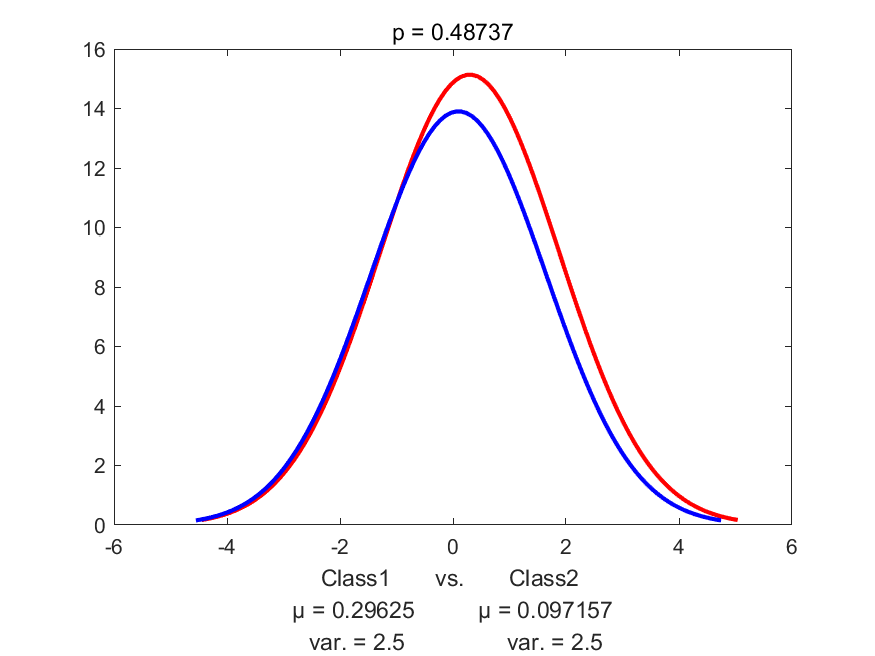 p = 0.48737
16
14
12
10
8
6
4
2
0
-6 -4 -2 0 2 4 6
Class1 vs. Class2
μ = 0.29625 μ = 0.097157
var. = 2.5 var. = 2.5